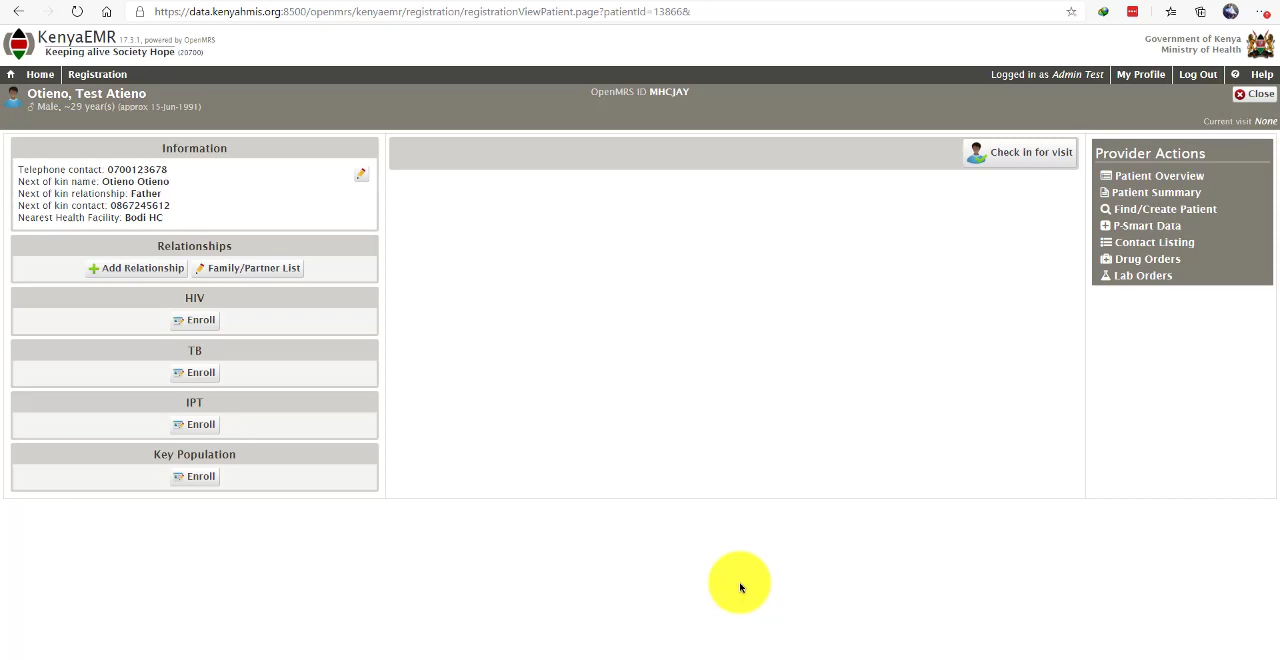 https://data.kenyahmis.org:8500/openmrs/kenyaemr/registration/registrationViewPatient.page?patientId=13866&
KenyaEMR 17.3.1, powered by OpenMRS
Keeping alive Society Hope (20700)
Government of Kenya
Ministry of Health
Home Registration Logged in as Admin Test My Profile Log Out Help
Otieno, Test Atieno
♂ Male, ~29 year(s) (approx 15-Jun-1991)
OpenMRS ID MHCJAY
Close
Current visit None
Information
Telephone contact: 0700123678
Next of kin name: Otieno Otieno
Next of kin relationship: Father
Next of kin contact: 0867245612
Nearest Health Facility: Bodi HC
Relationships
Add Relationship Family/Partner List
HIV
Enroll
TB
Enroll
IPT
Enroll
Key Population
Enroll
Check in for visit
Provider Actions
Patient Overview
Patient Summary
Find/Create Patient
P-Smart Data
Contact Listing
Drug Orders
Lab Orders